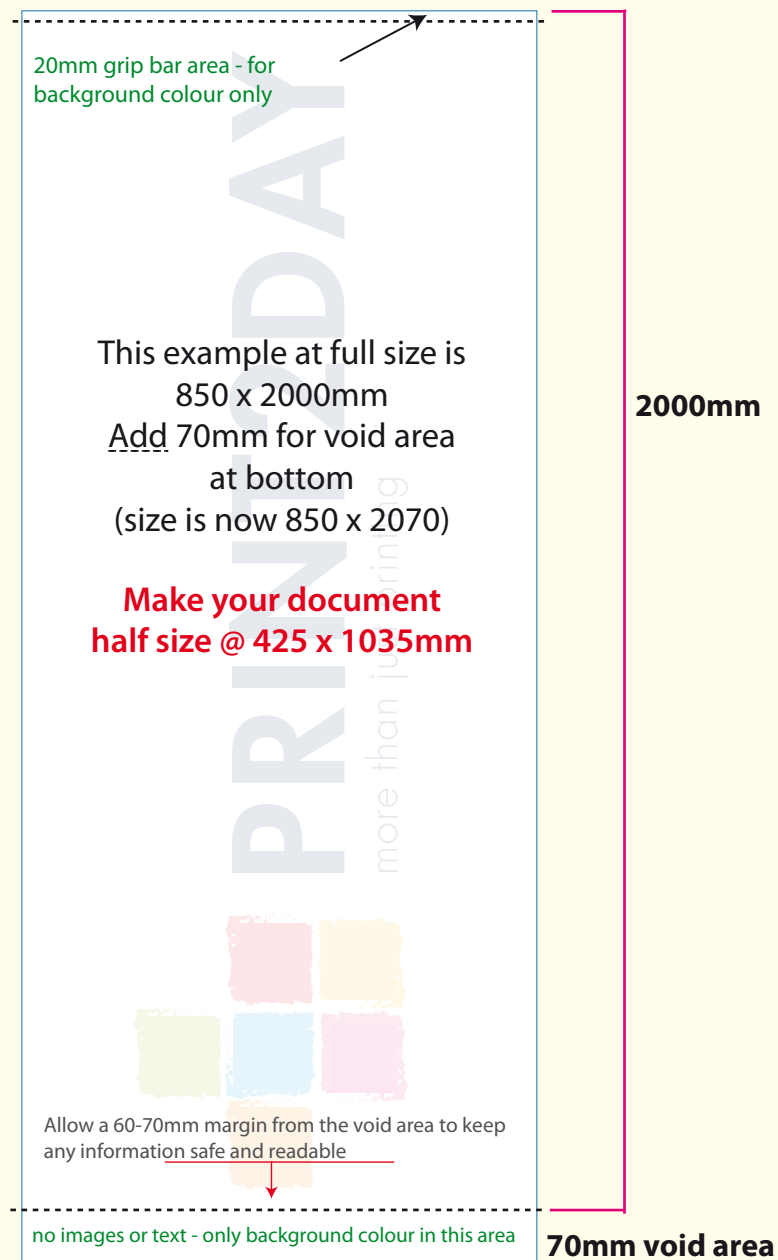 20mm grip bar area - for
background colour only
This example at full size is
850 x 2000mm
Add 70mm for void area
at bottom
(size is now 850 x 2070)
Make your document
half size @ 425 x 1035mm
2000mm
PRINT2DAY
more than just printing
Allow a 60-70mm margin from the void area to keep
any information safe and readable
no images or text - only background colour in this area
70mm void area